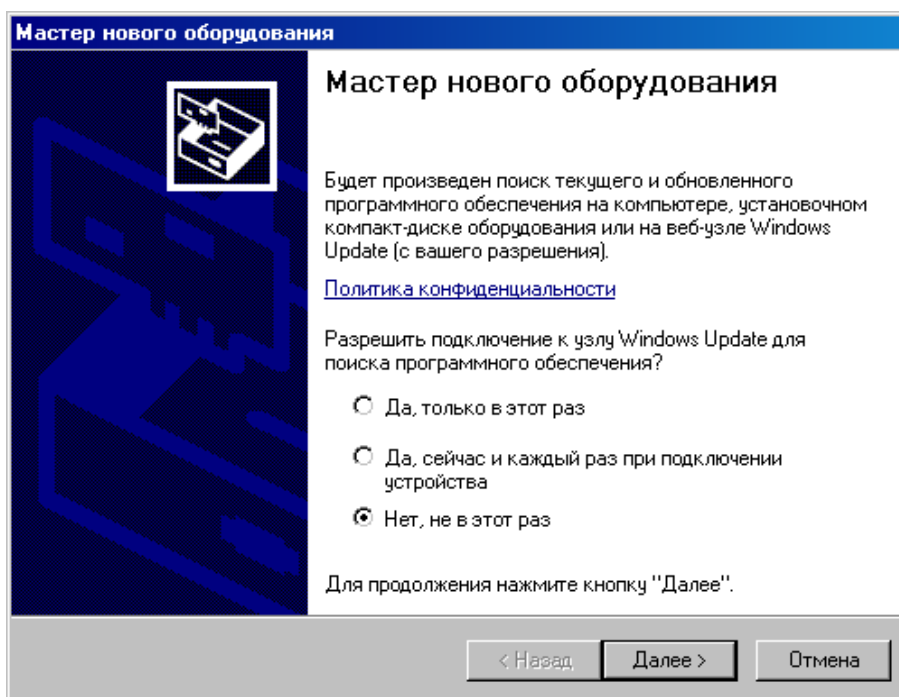 Мастер нового оборудования
Мастер нового оборудования
Будет произведен поиск текущего и обновленного
программного обеспечения на компьютере, установочном
компакт-диске оборудования или на веб-узле Windows
Update (с вашего разрешения).
Политика конфиденциальности
Разрешить подключение к узлу Windows Update для
поиска программного обеспечения?
Да, только в этот раз
Да, сейчас и каждый раз при подключении
устройства
Нет, не в этот раз
Для продолжения нажмите кнопку "Далее".
< Назад Далее > Отмена